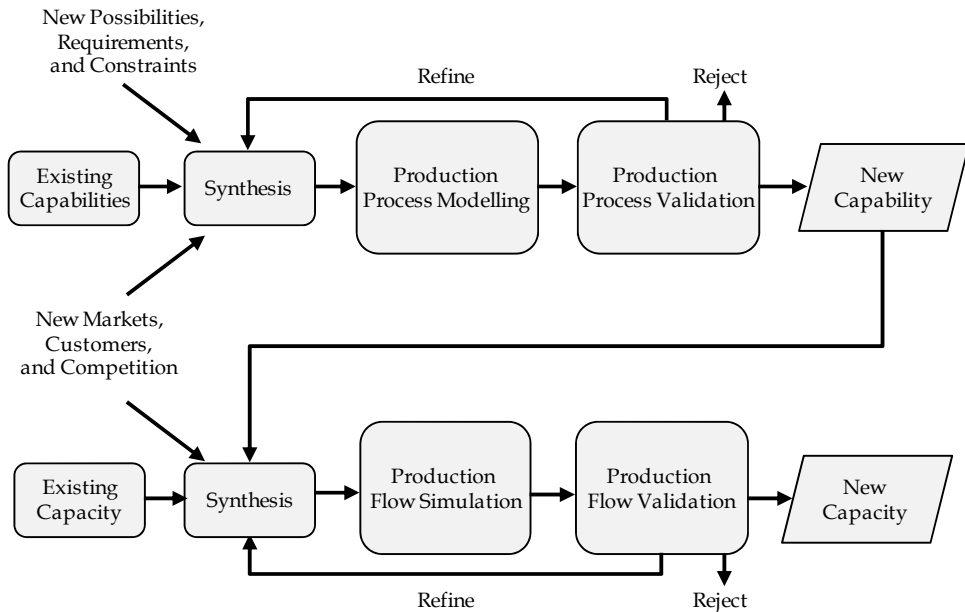 New Possibilities,
Requirements,
and Constraints
Refine
Reject
Existing
Capabilities
Synthesis
Production
Process Modelling
Production
Process Validation
New
Capability
New Markets,
Customers,
and Competition
Existing
Capacity
Synthesis
Production
Flow Simulation
Production
Flow Validation
New
Capacity
Refine
Reject